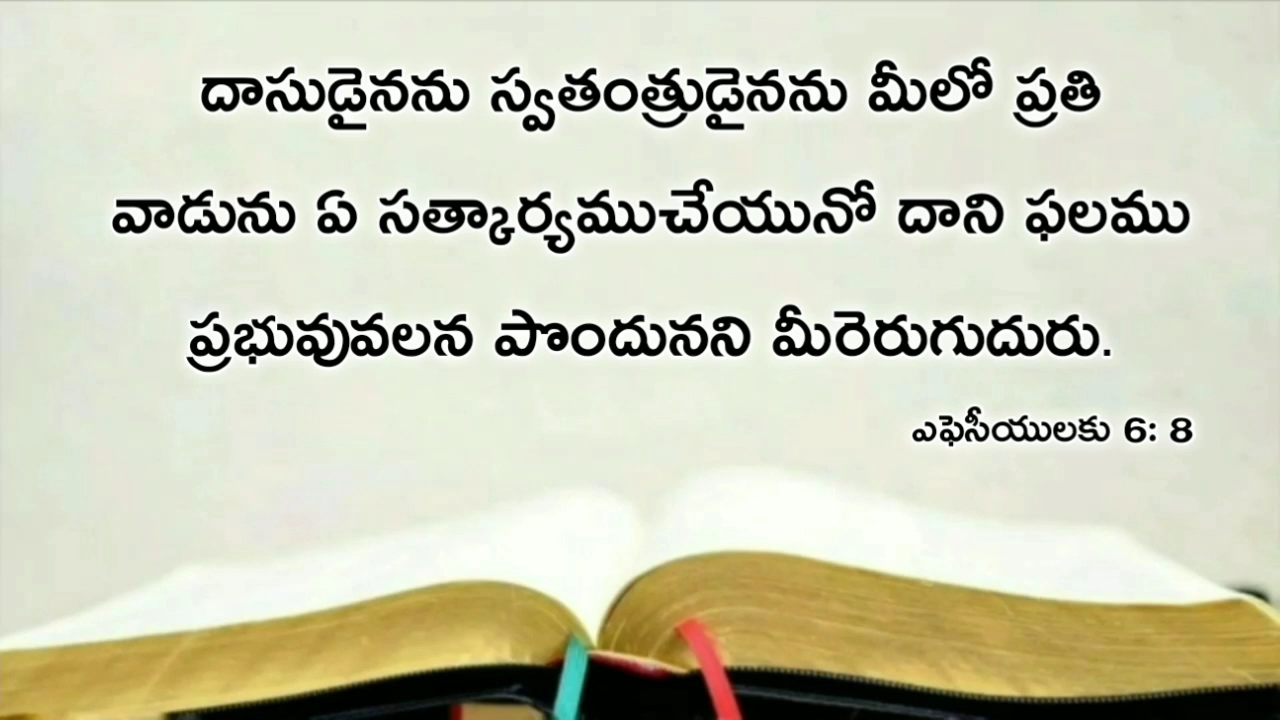 దాసుడైనను స్వతంత్రుడైనను మీలో ప్రతి
వాడును ఏ సత్కార్యముచేయునో దాని ఫలము
ప్రభువువలన పొందునని మీరెరుగుదురు.
ఎఫెసీయులకు 6: 8